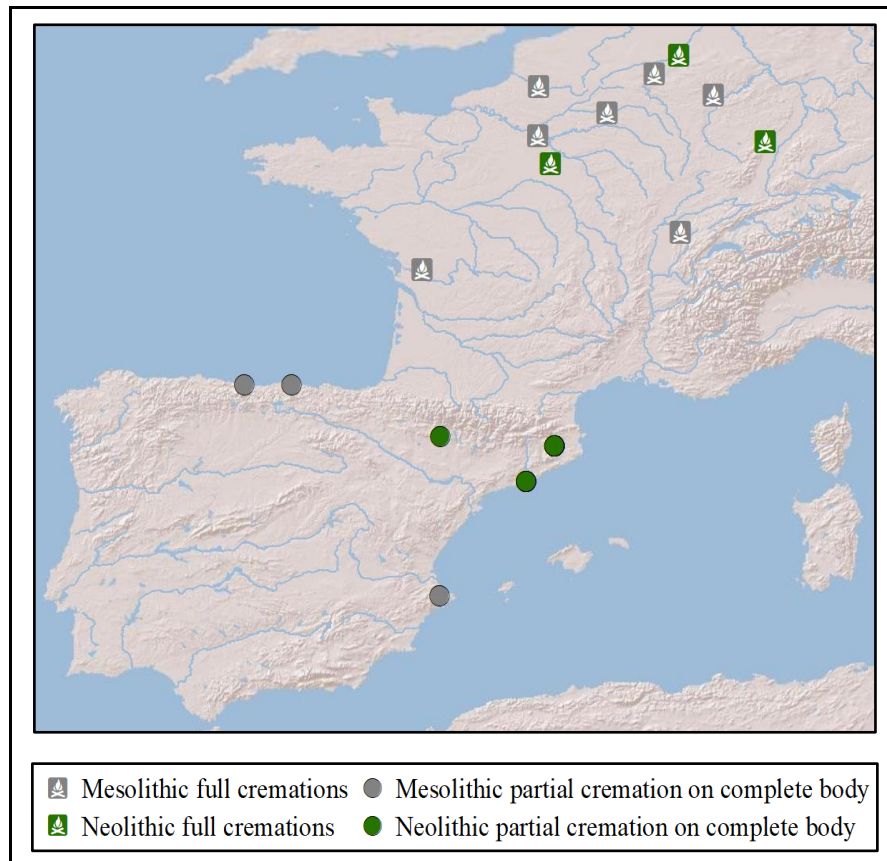 Mesolithic full cremations
Mesolithic partial cremation on complete body
Neolithic full cremations
Neolithic partial cremation on complete body